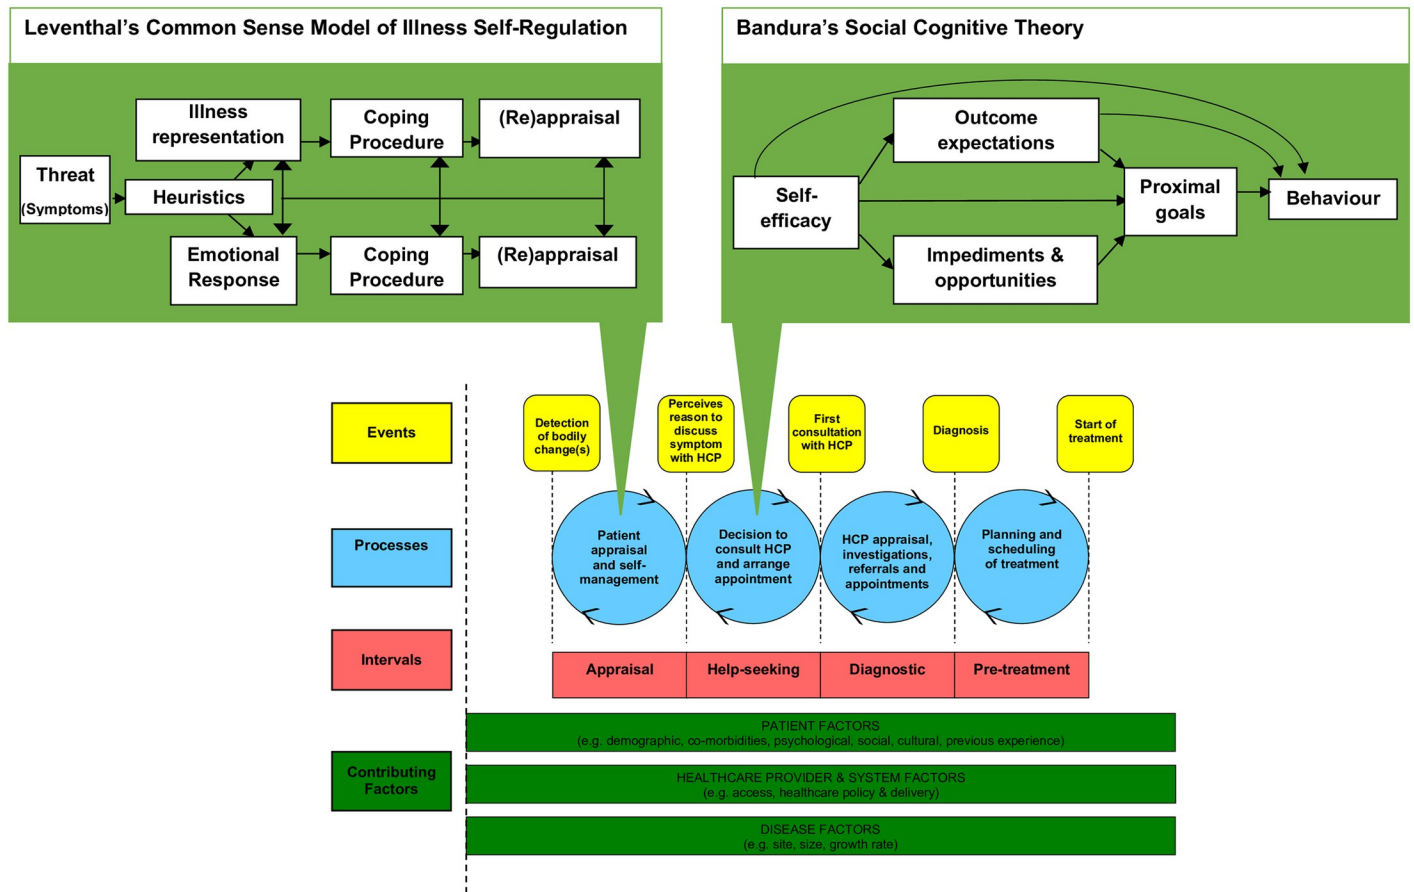 Leventhal's Common Sense Model of Illness Self-Regulation
Illness
representation
Coping
Procedure
(Re)appraisal
Threat
(Symptoms)
Heuristics
Emotional
Response
Coping
Procedure
(Re)appraisal
Bandura's Social Cognitive Theory
Outcome
expectations
Self-
efficacy
Proximal
goals
Behaviour
Impediments &
opportunities
Events
Detection
of bodily
change(s)
Perceives
reason to
discuss
symptom
with HCP
First
consultation
with HCP
Diagnosis
Start of
treatment
Processes
Patient
appraisal
and self-
management
Decision to
consult HCP
and arrange
appointment
HCP appraisal,
investigations,
referrals and
appointments
Planning and
scheduling
of treatment
Intervals
Appraisal
Help-seeking
Diagnostic
Pre-treatment
Contributing
Factors
PATIENT FACTORS
(e.g. demographic, co-morbidities, psychological, social, cultural, previous experience)
HEALTHCARE PROVIDER & SYSTEM FACTORS
(e.g. access, healthcare policy & delivery)
DISEASE FACTORS
(e.g. site, size, growth rate)